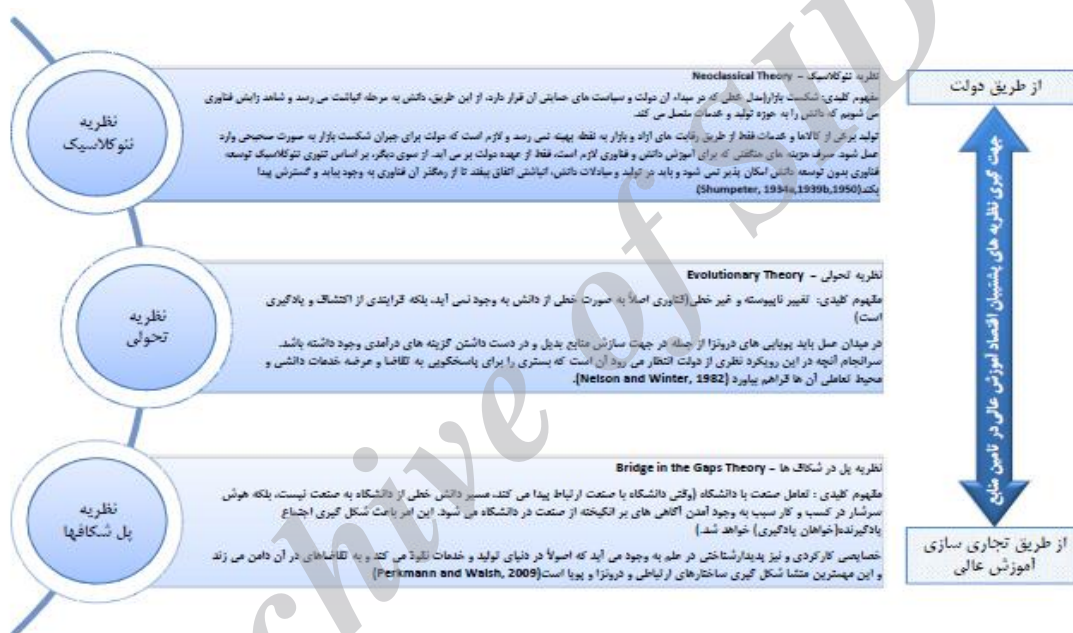 نظریه نئوکلاسیک
نظریه نئوکلاسیک – Neoclassical Theory
مفهوم کلیدی: شکست بازار(مدل خطی که در مبداء آن دولت و سیاست های حمایتی آن قرار دارد، از این طریق، دانش به مرحله انباشت می رسد و شاهد زایش فناوری
می شویم که دانش را به حوزه تولید و خدمات متصل می کند.
تولید برخی از کالاها و خدمات فقط از طریق رقابت های آزاد و بازار به نقطه بهینه نمی رسد و لازم است که دولت برای جبران شکست بازار به صورت صحیحی وارد
عمل شود. صرف هزینه های هنگفتی که برای آموزش دانش و فناوری لازم است، فقط از عهده دولت بر می آید. از سوی دیگر، بر اساس تئوری نئوکلاسیک توسعه
فناوری بدون توسعه دانش امکان پذیر نمی شود و باید در تولید و مبادلات دانش، انباشتی اتفاق بیفتد تا از رهگذر آن فناوری به وجود بیاید و گسترش پیدا
بکند(Shumpeter, 1934a,1939b,1950)
نظریه تحولی
نظریه تحولی – Evolutionary Theory
مفهوم کلیدی: تغییر ناپیوسته و غیر خطی(فناوری اصلاً به صورت خطی از دانش به وجود نمی آید، بلکه فرایندی از اکتشاف و یادگیری
است)
در میدان عمل باید پویایی های درونزا از جمله در جهت سازش منابع بدیل و در دست داشتن گزینه های درآمدی وجود داشته باشد.
سرانجام آنچه در این رویکرد نظری از دولت انتظار می رود آن است که بستری را برای پاسخگویی به تقاضا و عرضه خدمات دانشی و
محیط تعاملی آن ها فراهم بیاورد (Nelson and Winter, 1982).
نظریه پل شکافها
نظریه پل در شکاف ها – Bridge in the Gaps Theory
مفهوم کلیدی : تعامل صنعت با دانشگاه (وقتی دانشگاه با صنعت ارتباط پیدا می کند، مسیر دانش خطی از دانشگاه به صنعت نیست، بلکه هوش
سرشار در کسب و کار سبب به وجود آمدن آگاهی های بر انگیخته از صنعت در دانشگاه می شود. این امر باعث شکل گیری اجتماع
یادگیرنده(خواهان یادگیری) خواهد شد.)
خصایصی کارکردی و نیز پدیدارشناختی در علم به وجود می آید که اصولاً در دنیای تولید و خدمات نفوذ می کند و به تقاضاهای در آن دامن می زند
و این مهمترین منشا شکل گیری ساختارهای ارتباطی و درونزا و پویا است(Perkmann and Walsh, 2009)
از طریق دولت
جهت گیری نظریه های پشتیبان اقتصاد آموزش عالی در تامین منابع
از طریق تجاری سازی
آموزش عالی
chive of SID